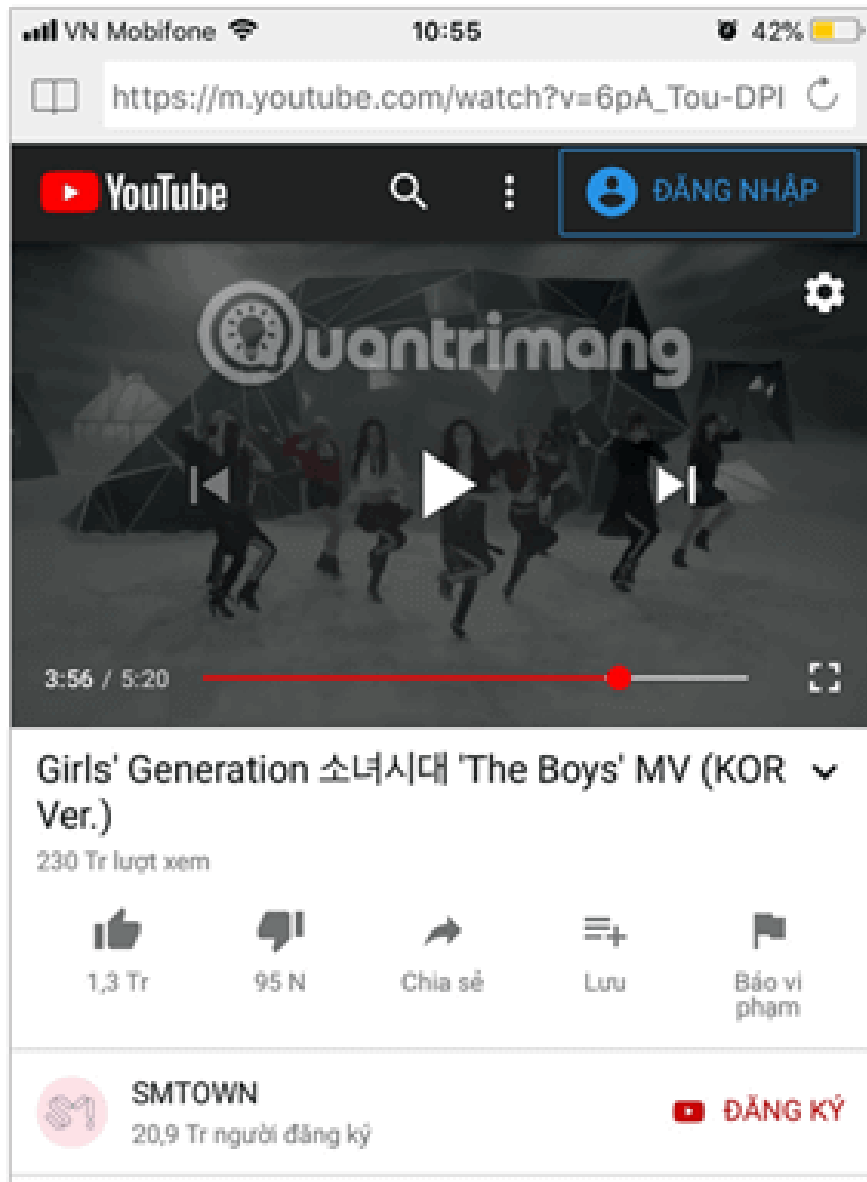 VN Mobifone 10:55 42%
https://m.youtube.com/watch?v=6pA_Tou-DPI
YouTube ĐĂNG NHẬP
Quantrimang
3:56 / 5:20
Girls' Generation 소녀시대 'The Boys' MV (KOR
Ver.)
230 Tr lượt xem
1,3 Tr 95 N Chia sẻ Lưu Báo vi
phạm
SMTOWN
20,9 Tr người đăng ký ĐĂNG KÝ